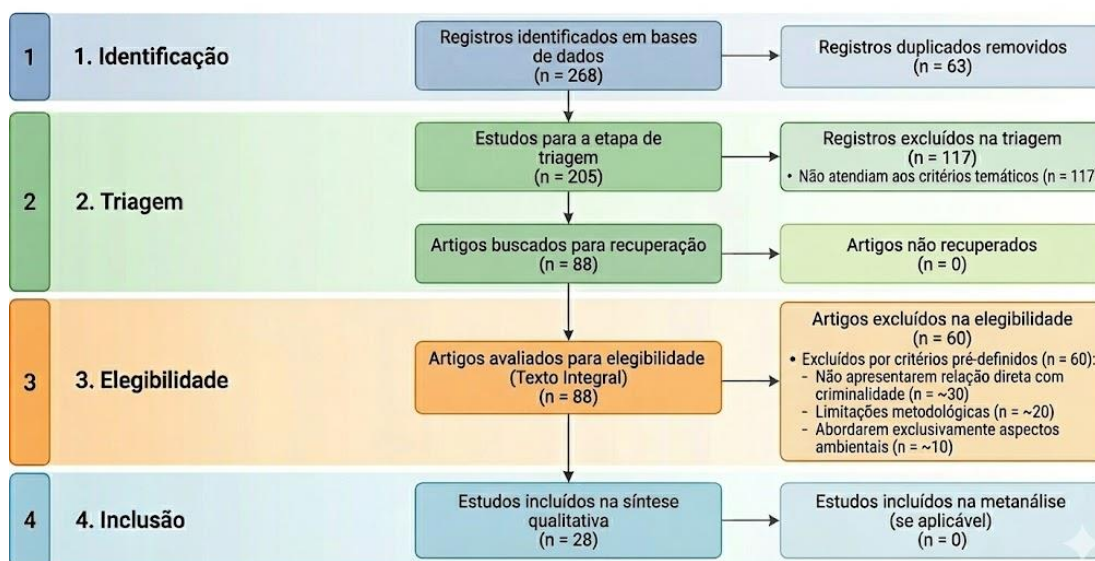 1
1. Identificação
Registros identificados em bases
de dados
(n = 268)
Registros duplicados removidos
(n = 63)
2
2. Triagem
Estudos para a etapa de
triagem
(n = 205)
Registros excluídos na triagem
(n = 117)
• Não atendiam aos critérios temáticos (n = 117
Artigos buscados para recuperação
(n = 88)
Artigos não recuperados
(n = 0)
3
3. Elegibilidade
Artigos avaliados para elegibilidade
(Texto Integral)
n = 88)
Artigos excluídos na elegibilidade
(n = 60)
• Excluídos por critérios pré-definidos (n = 60):
- Não apresentarem relação direta com
criminalidade (n = ~30)
- Limitações metodológicas (n = ~20)
- Abordarem exclusivamente aspectos
ambientais (n = ~10)
4
4. Inclusão
Estudos incluídos na síntese
qualitativa
(n = 28)
Estudos incluídos na metanálise
(se aplicável)
(n = 0)